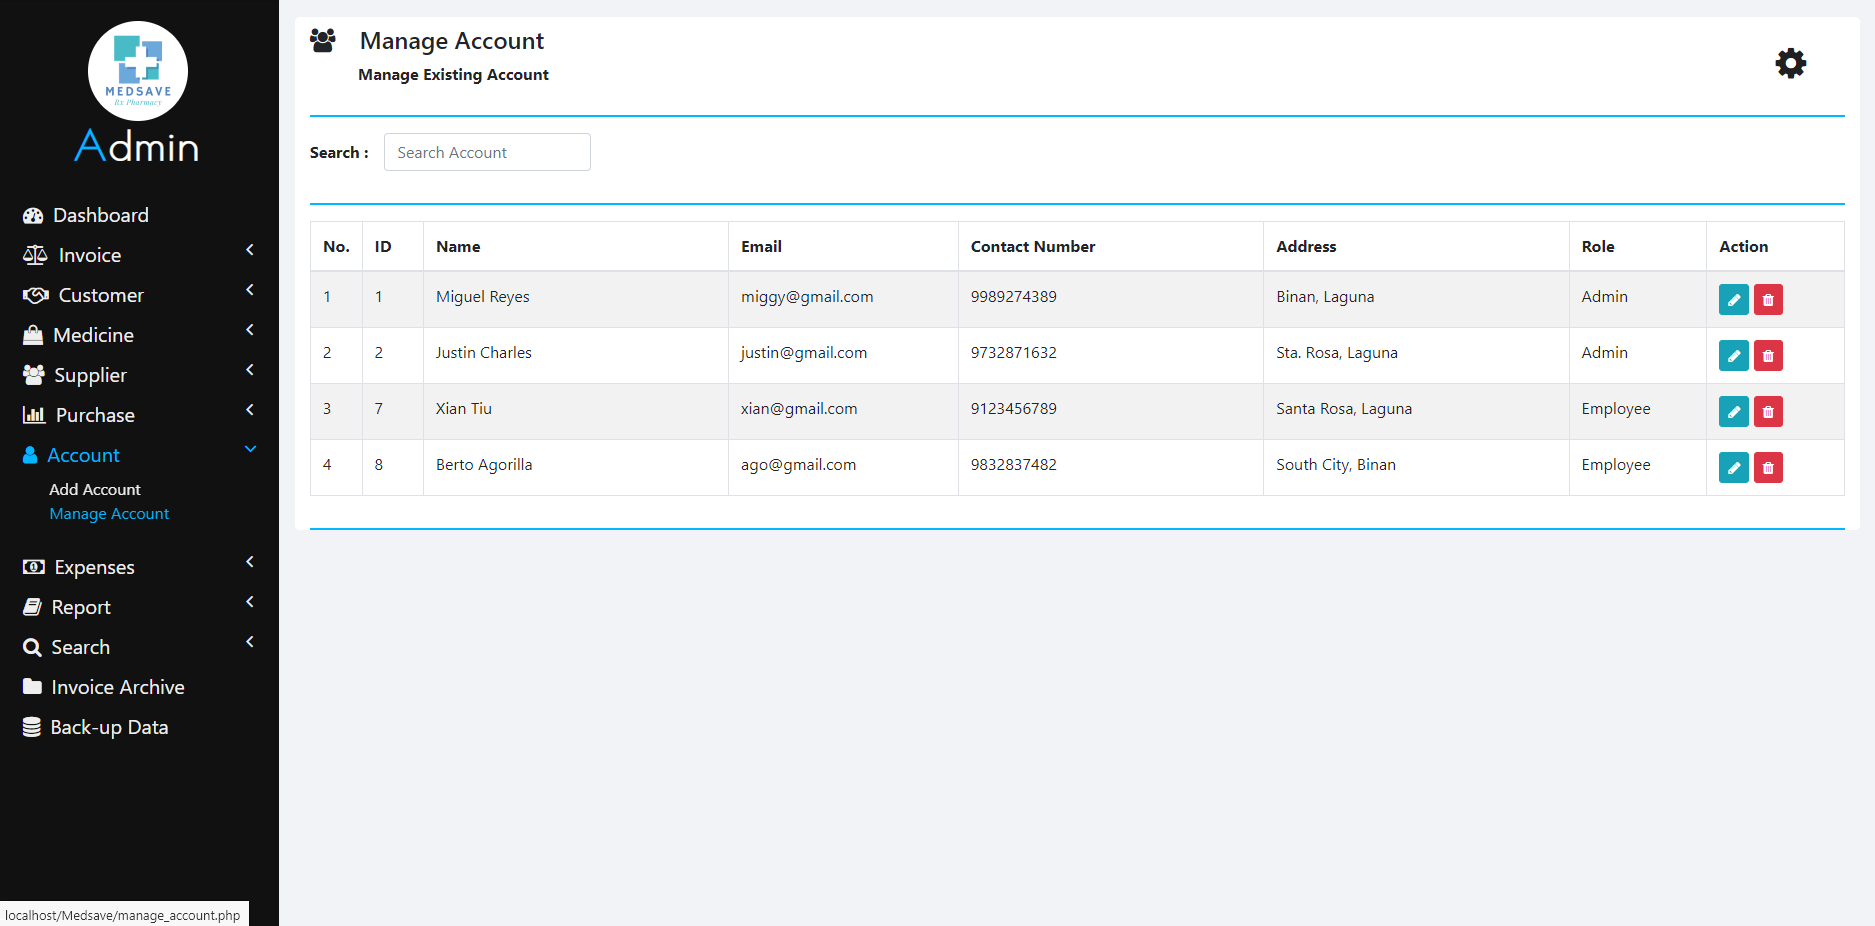 MEDSAVE
Rx Pharmacy
Admin
Dashboard
Invoice
Customer
Medicine
Supplier
Purchase
Account
Add Account
Manage Account
Expenses
Report
Search
Invoice Archive
Back-up Data
localhost/Medsave/manage_account.php
Manage Account
Manage Existing Account
Search : Search Account
No. ID Name Email Contact Number Address Role Action
1 1 Miguel Reyes miggy@gmail.com 9989274389 Binan, Laguna Admin
2 2 Justin Charles justin@gmail.com 9732871632 Sta. Rosa, Laguna Admin
3 7 Xian Tiu xian@gmail.com 9123456789 Santa Rosa, Laguna Employee
4 8 Berto Agorilla ago@gmail.com 9832837482 South City, Binan Employee